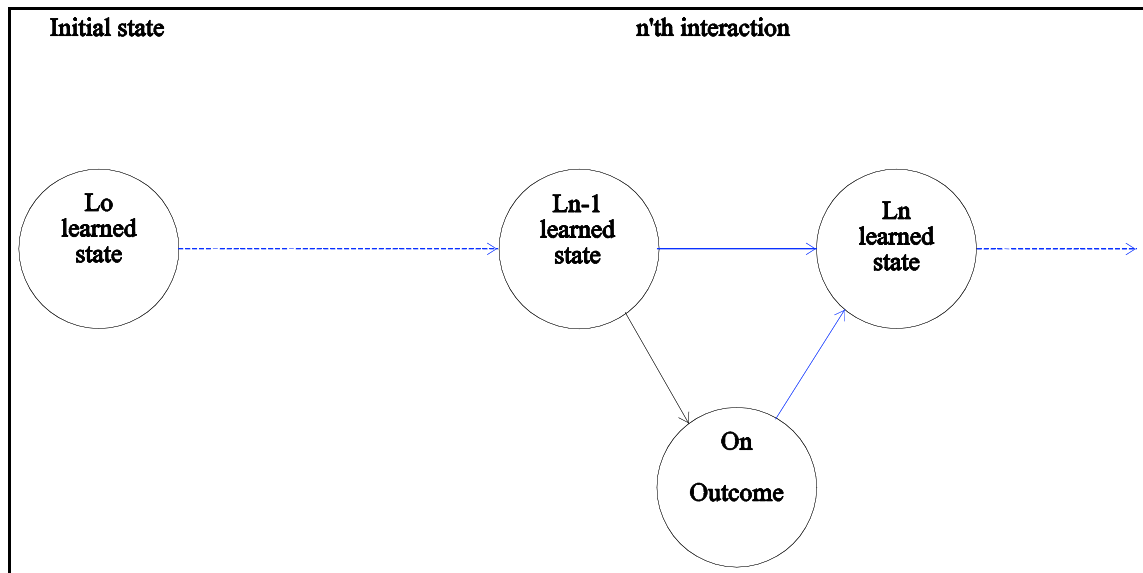 Initial state
n'th interaction
Lo
learned
state
Ln-1
learned
state
Ln
learned
state
On
Outcome